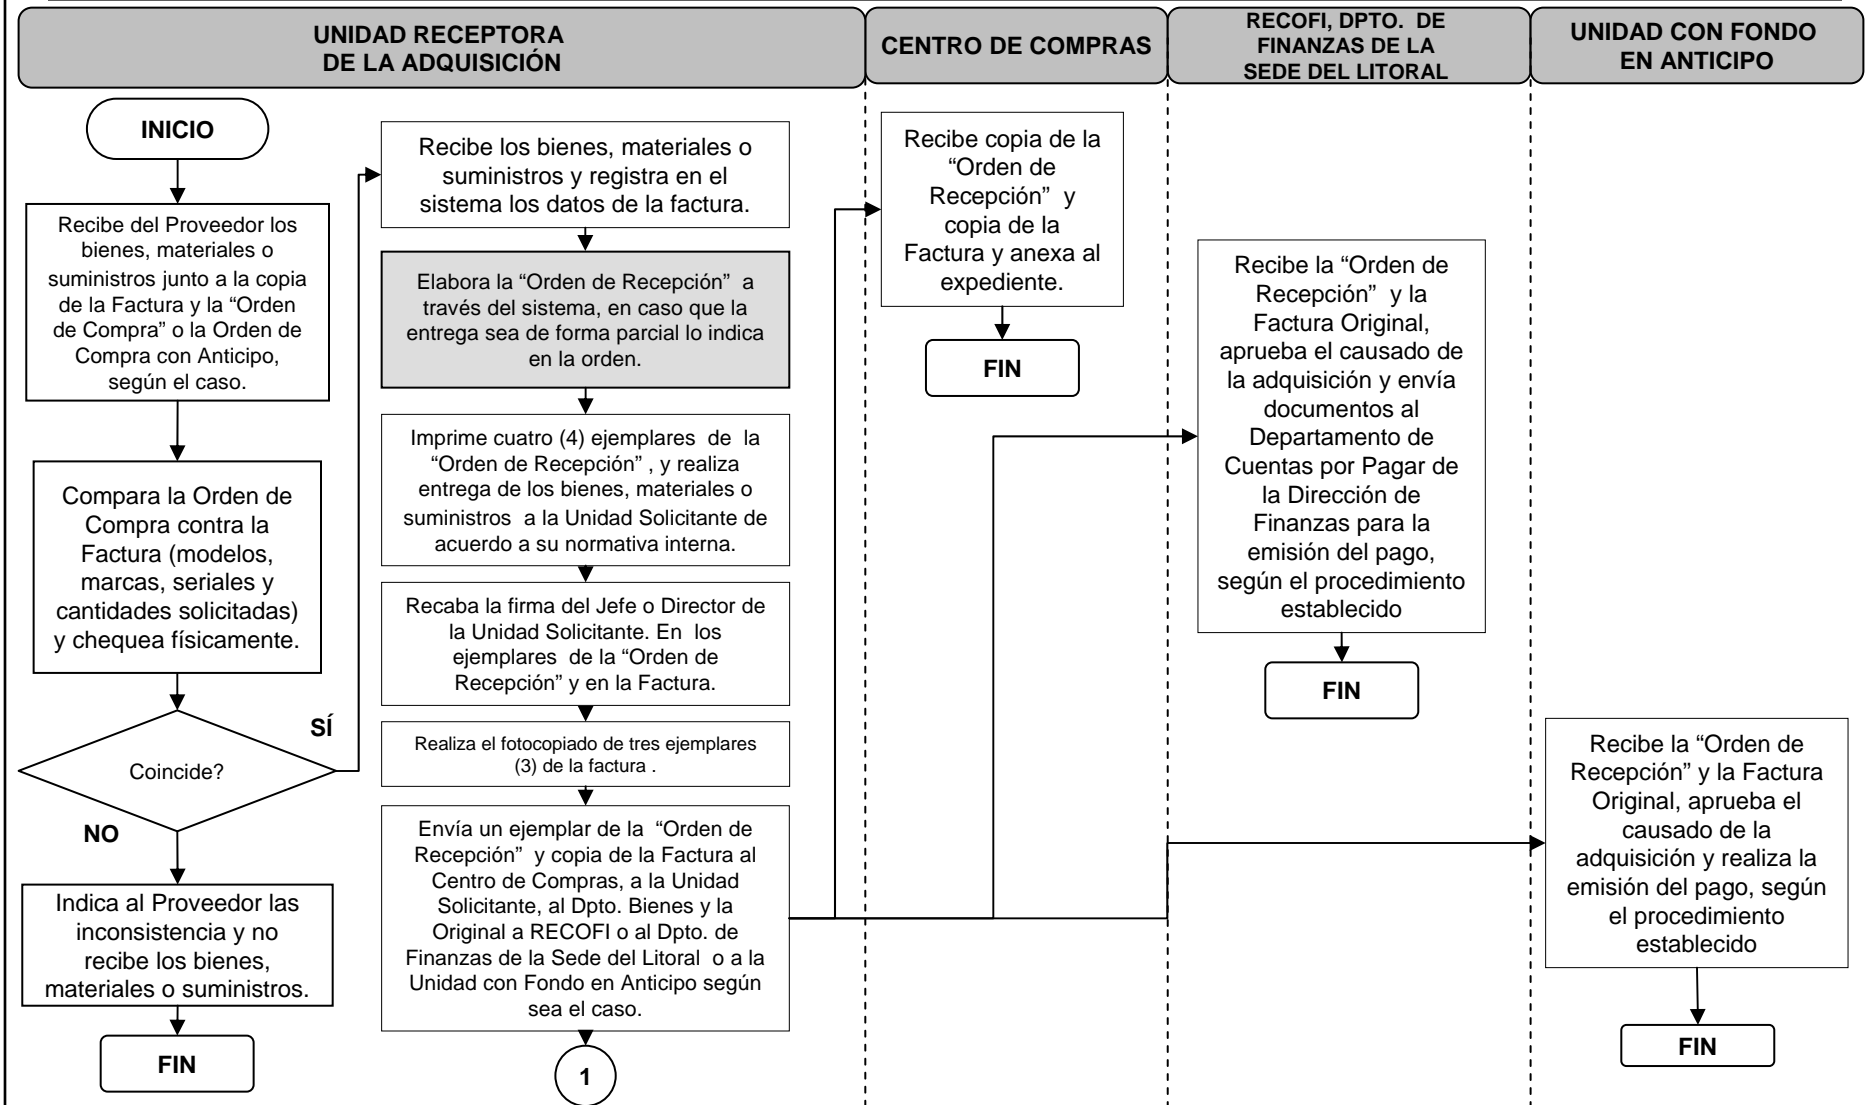 UNIDAD RECEPTORA
DE LA ADQUISICIÓN
CENTRO DE COMPRAS
RECOFI, DPTO. DE
FINANZAS DE LA
SEDE DEL LITORAL
UNIDAD CON FONDO
EN ANTICIPO
INICIO
Recibe del Proveedor los
bienes, materiales o
suministros junto a la copia
de la Factura y la “Orden
de Compra” o la Orden de
Compra con Anticipo,
según el caso.
Compara la Orden de
Compra contra la
Factura (modelos,
marcas, seriales y
cantidades solicitadas)
y chequea físicamente.
Coincide?
SÍ
NO
Indica al Proveedor las
inconsistencia y no
recibe los bienes,
materiales o suministros.
FIN
Recibe los bienes, materiales o
suministros y registra en el
sistema los datos de la factura.
Elabora la “Orden de Recepción” a
través del sistema, en caso que la
entrega sea de forma parcial lo indica
en la orden.
Imprime cuatro (4) ejemplares de la
“Orden de Recepción” , y realiza
entrega de los bienes, materiales o
suministros a la Unidad Solicitante de
acuerdo a su normativa interna.
Recaba la firma del Jefe o Director de
la Unidad Solicitante. En los
ejemplares de la “Orden de
Recepción” y en la Factura.
Realiza el fotocopiado de tres ejemplares
(3) de la factura .
Envía un ejemplar de la “Orden de
Recepción” y copia de la Factura al
Centro de Compras, a la Unidad
Solicitante, al Dpto. Bienes y la
Original a RECOFI o al Dpto. de
Finanzas de la Sede del Litoral o a la
Unidad con Fondo en Anticipo según
sea el caso.
1
Recibe copia de la
“Orden de
Recepción” y
copia de la
Factura y anexa al
expediente.
FIN
Recibe la “Orden de
Recepción” y la
Factura Original,
aprueba el causado de
la adquisición y envía
documentos al
Departamento de
Cuentas por Pagar de
la Dirección de
Finanzas para la
emisión del pago,
según el procedimiento
establecido
FIN
Recibe la “Orden de
Recepción” y la Factura
Original, aprueba el
causado de la
adquisición y realiza la
emisión del pago, según
el procedimiento
establecido
FIN